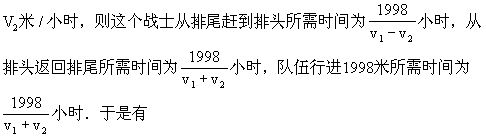 V₂米 / 小时，则这个战士从排尾赶到排头所需时间为 1998/(v₁－v₂) 小时，从
排头返回排尾所需时间为 1998/(v₁＋v₂) 小时，队伍行进1998米所需时间为
1998/(v₁＋v₂) 小时．于是有